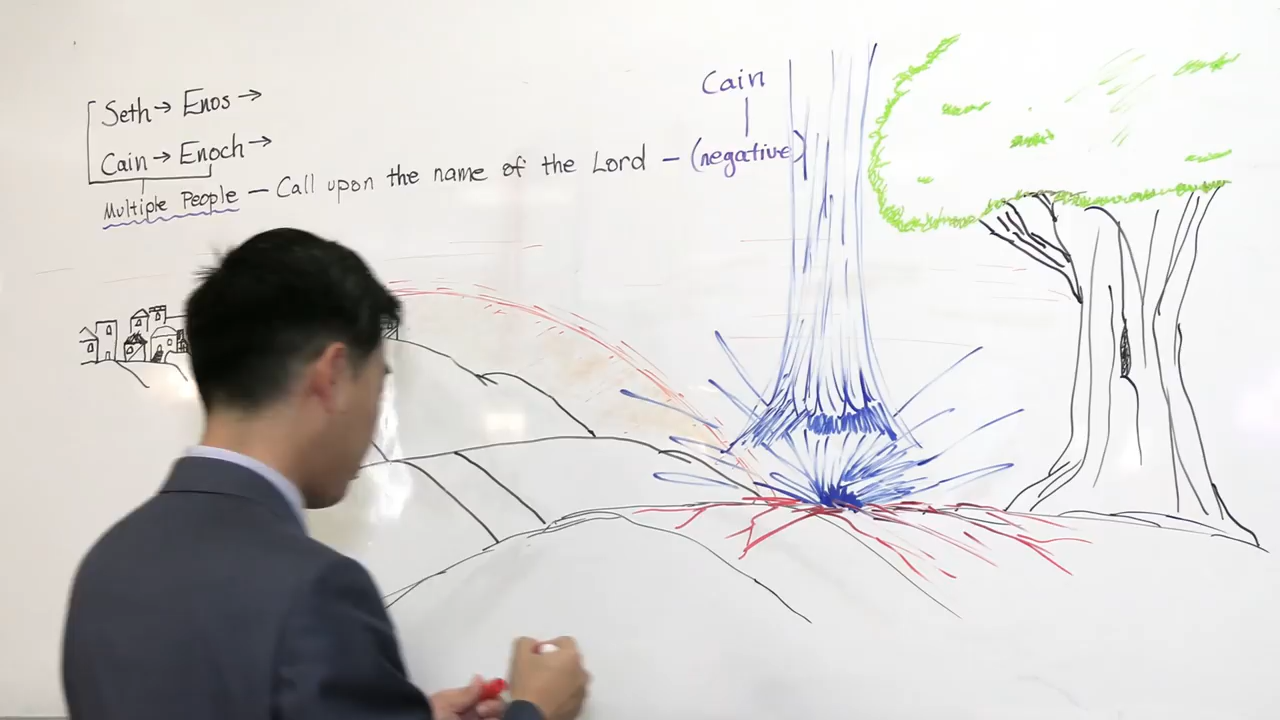 Seth → Enos →
Cain → Enoch →
Multiple People — Call upon the name of the Lord — (negative)
Cain